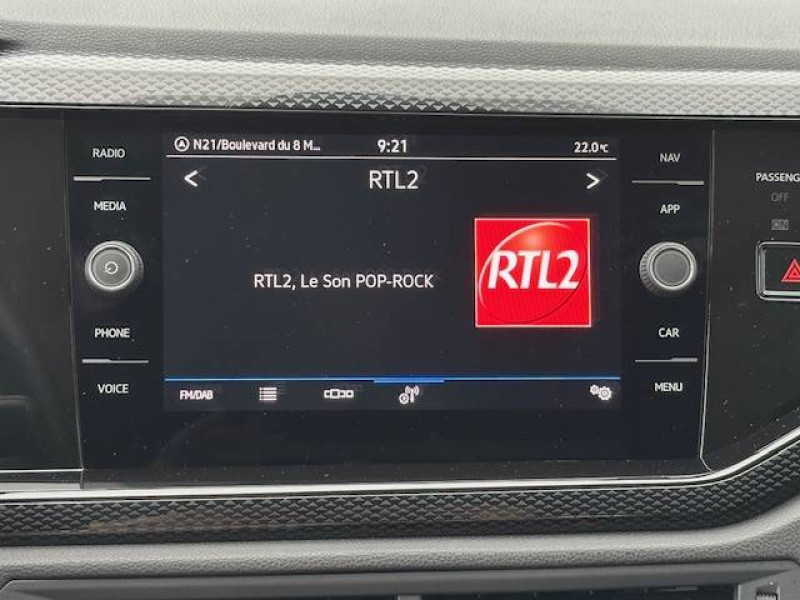 RADIO
MEDIA
PHONE
VOICE
N21/Boulevard du 8 M... 9:21 22.0°C
< RTL2 >
RTL2, Le Son POP-ROCK
RTL2
FM/DAB
NAV
APP
CAR
MENU
PASSENG
OFF
ON